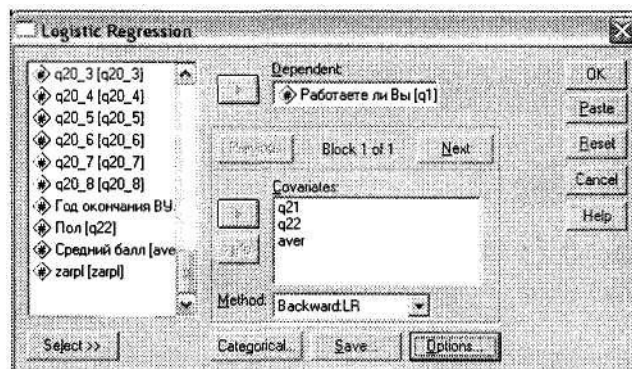 Logistic Regression
q20_3 [q20_3]
q20_4 [q20_4]
q20_5 [q20_5]
q20_6 [q20_6]
q20_7 [q20_7]
q20_8 [q20_8]
Год окончания ВУ
Пол [q22]
Средний балл [ave
zarpl [zarpl]
Select >>
Dependent:
Работаете ли Вы [q1]
Block 1 of 1
Next
Covariates:
q21
q22
aver
Method:
Backward:LR
Categorical...
Save...
Options...
OK
Paste
Reset
Cancel
Help